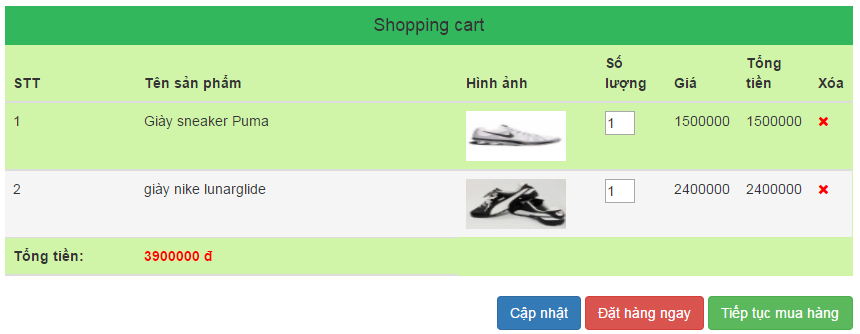 Shopping cart
STT Tên sản phẩm Hình ảnh Số lượng Giá Tổng tiền Xóa
1 Giày sneaker Puma 1 1500000 1500000
2 giày nike lunarglide 1 2400000 2400000
Tổng tiền: 3900000 đ
Cập nhật Đặt hàng ngay Tiếp tục mua hàng